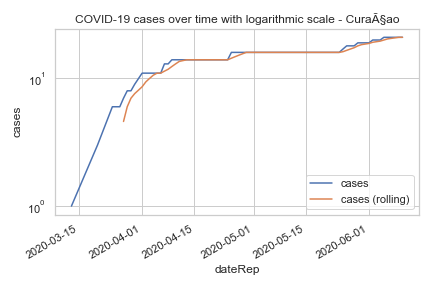 COVID-19 cases over time with logarithmic scale - CuraÃ§ao
cases
10¹
10⁰
cases
cases (rolling)
2020-03-15
2020-04-01
2020-04-15
2020-05-01
2020-05-15
2020-06-01
dateRep